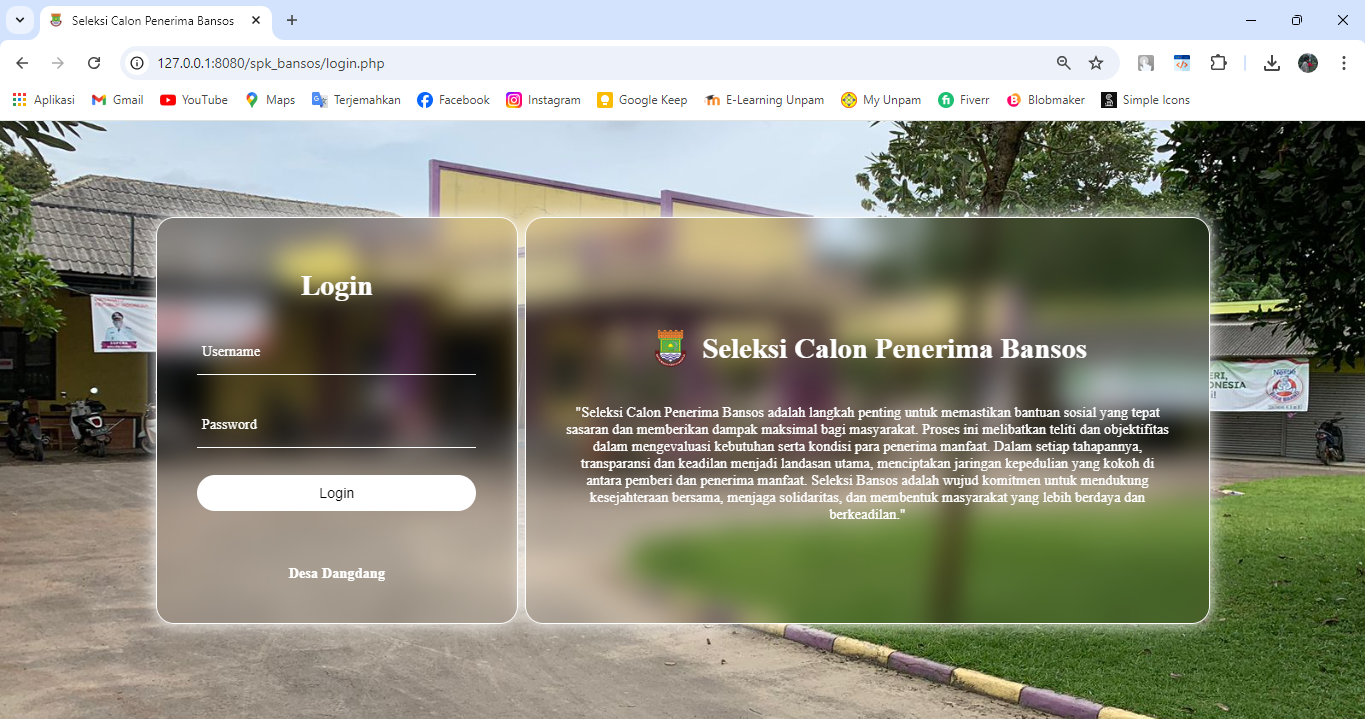 Seleksi Calon Penerima Bansos
127.0.0.1:8080/spk_bansos/login.php
Aplikasi Gmail YouTube Maps Terjemahkan Facebook Instagram Google Keep E-Learning Unpam My Unpam Fiverr Blobmaker Simple Icons
Login
Username
Password
Login
Desa Dangdang
Seleksi Calon Penerima Bansos
"Seleksi Calon Penerima Bansos adalah langkah penting untuk memastikan bantuan sosial yang tepat
sasaran dan memberikan dampak maksimal bagi masyarakat. Proses ini melibatkan teliti dan objektifitas
dalam mengevaluasi kebutuhan serta kondisi para penerima manfaat. Dalam setiap tahapannya,
transparansi dan keadilan menjadi landasan utama, menciptakan jaringan kepedulian yang kokoh di
antara pemberi dan penerima manfaat. Seleksi Bansos adalah wujud komitmen untuk mendukung
kesejahteraan bersama, menjaga solidaritas, dan membentuk masyarakat yang lebih berdaya dan
berkeadilan."